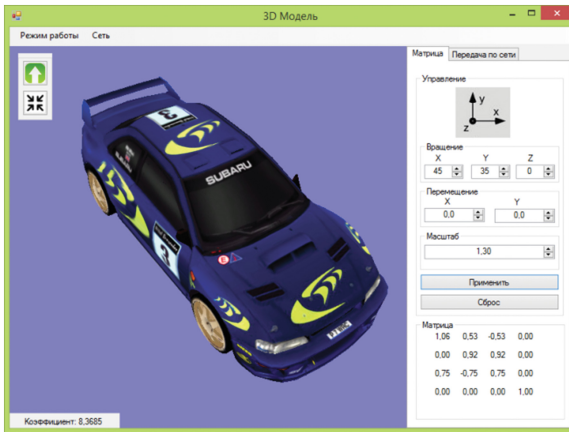 3D Модель
Режим работы Сеть
Матрица Передача по сети
Управление
y
x
z
Вращение
X Y Z
45 35 0
Перемещение
X Y
0,0 0,0
Масштаб
1,30
Применить
Сброс
Матрица
1,06 0,53 -0,53 0,00
0,00 0,92 0,92 0,00
0,75 -0,75 0,75 0,00
0,00 0,00 0,00 1,00
3
SUBARU
3
Коэффициент: 8,3685